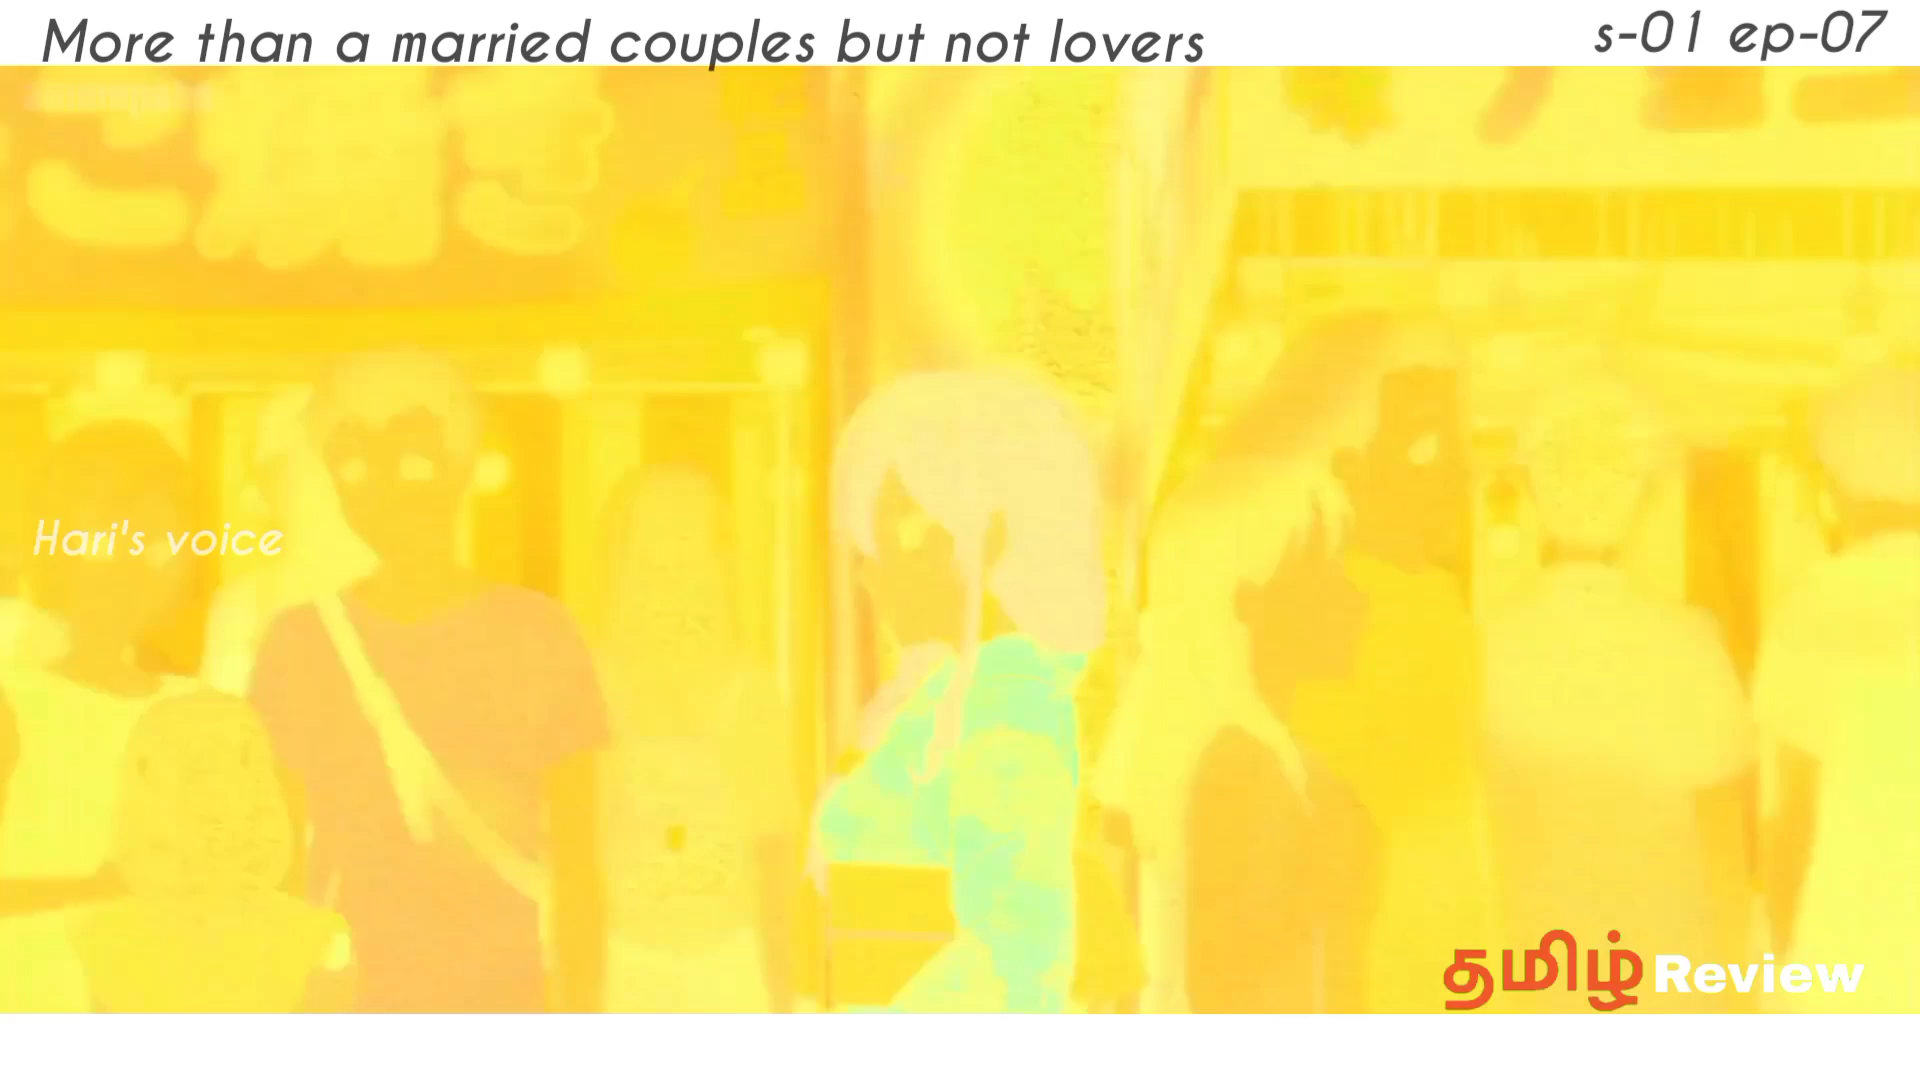 More than a married couples but not lovers
s-01 ep-07
Hari's voice
தமிழ் Review